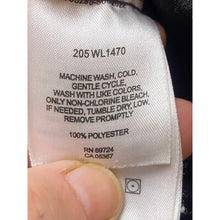 205 WL1470
MACHINE WASH, COLD,
GENTLE CYCLE,
WASH WITH LIKE COLORS,
ONLY NON-CHLORINE BLEACH,
IF NEEDED, TUMBLE DRY, LOW,
REMOVE PROMPTLY
100% POLYESTER
RN 69724
CA 05367